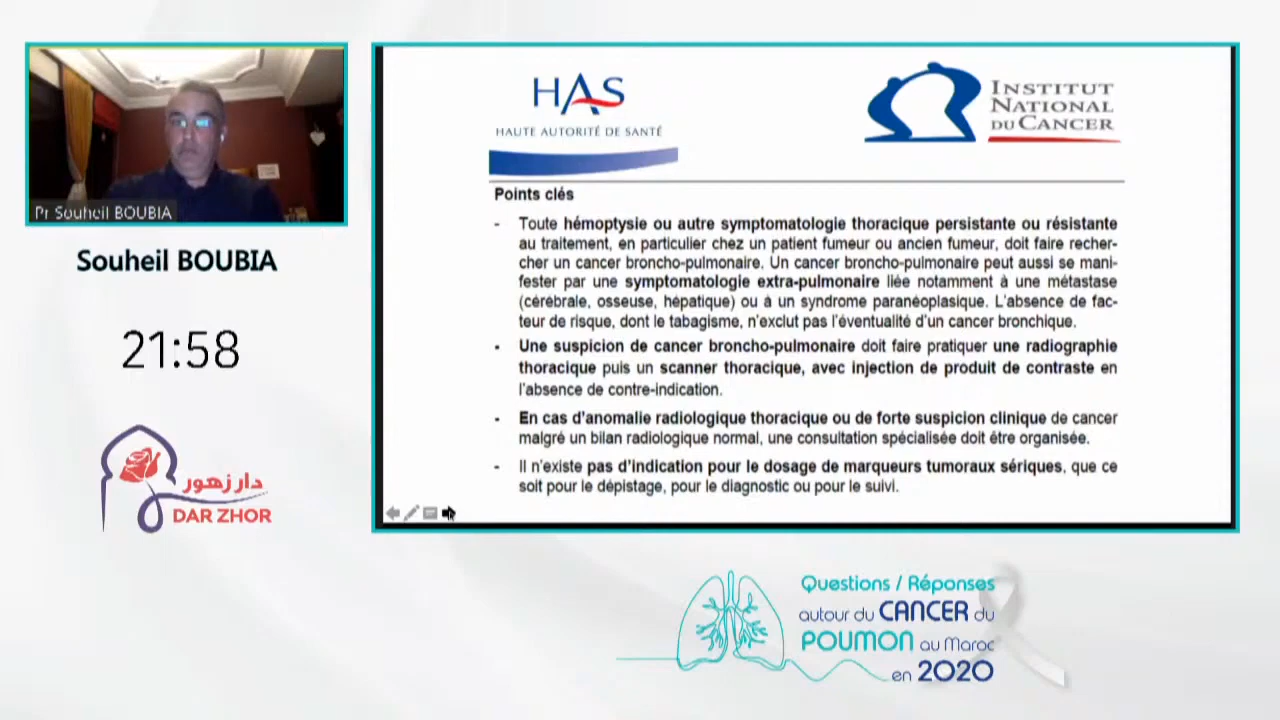 Pr Souheil BOUBIA
Souheil BOUBIA
21:58
دار زهور
DAR ZHOR
HAS
HAUTE AUTORITÉ DE SANTÉ
INSTITUT
NATIONAL
DU CANCER
Points clés
- Toute hémoptysie ou autre symptomatologie thoracique persistante ou résistante
au traitement, en particulier chez un patient fumeur ou ancien fumeur, doit faire recher-
cher un cancer broncho-pulmonaire. Un cancer broncho-pulmonaire peut aussi se mani-
fester par une symptomatologie extra-pulmonaire liée notamment à une métastase
(cérébrale, osseuse, hépatique) ou à un syndrome paranéoplasique. L'absence de fac-
teur de risque, dont le tabagisme, n'exclut pas l'éventualité d'un cancer bronchique.
- Une suspicion de cancer broncho-pulmonaire doit faire pratiquer une radiographie
thoracique puis un scanner thoracique, avec injection de produit de contraste en
l'absence de contre-indication.
- En cas d'anomalie radiologique thoracique ou de forte suspicion clinique de cancer
malgré un bilan radiologique normal, une consultation spécialisée doit être organisée.
- Il n'existe pas d'indication pour le dosage de marqueurs tumoraux sériques, que ce
soit pour le dépistage, pour le diagnostic ou pour le suivi.
Questions / Réponses
autour du CANCER du
POUMON au Maroc
en 2020